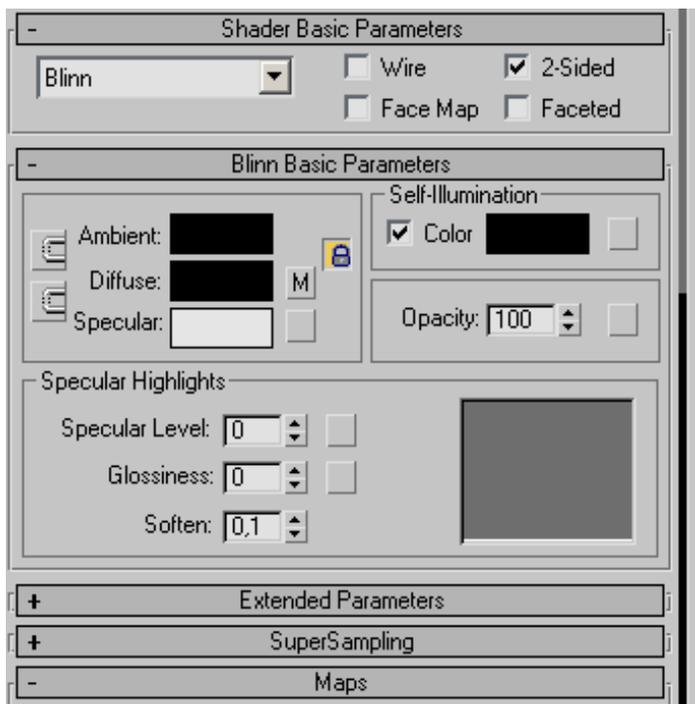 - Shader Basic Parameters
Blinn Wire 2-Sided
Face Map Faceted
- Blinn Basic Parameters
Self-Illumination
Ambient: Color
Diffuse: M
Specular: Opacity: 100
Specular Highlights
Specular Level: 0
Glossiness: 0
Soften: 0,1
+ Extended Parameters
+ SuperSampling
- Maps